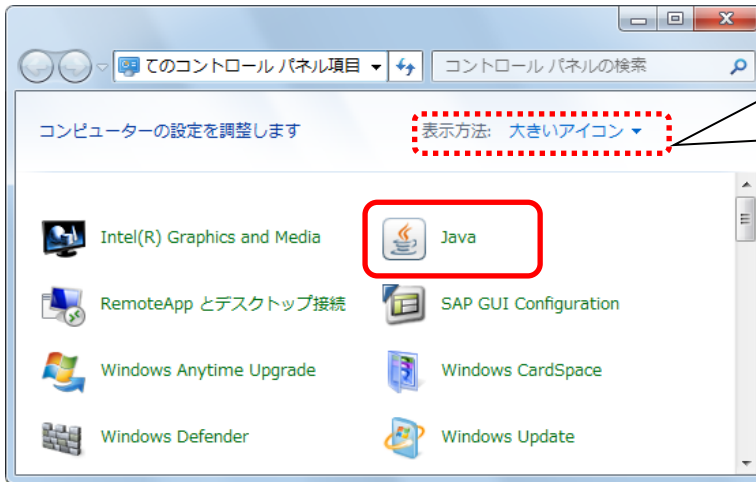 てのコントロール パネル項目
コントロール パネルの検索
コンピューターの設定を調整します
表示方法: 大きいアイコン
Intel(R) Graphics and Media
Java
RemoteApp とデスクトップ接続
SAP GUI Configuration
Windows Anytime Upgrade
Windows CardSpace
Windows Defender
Windows Update